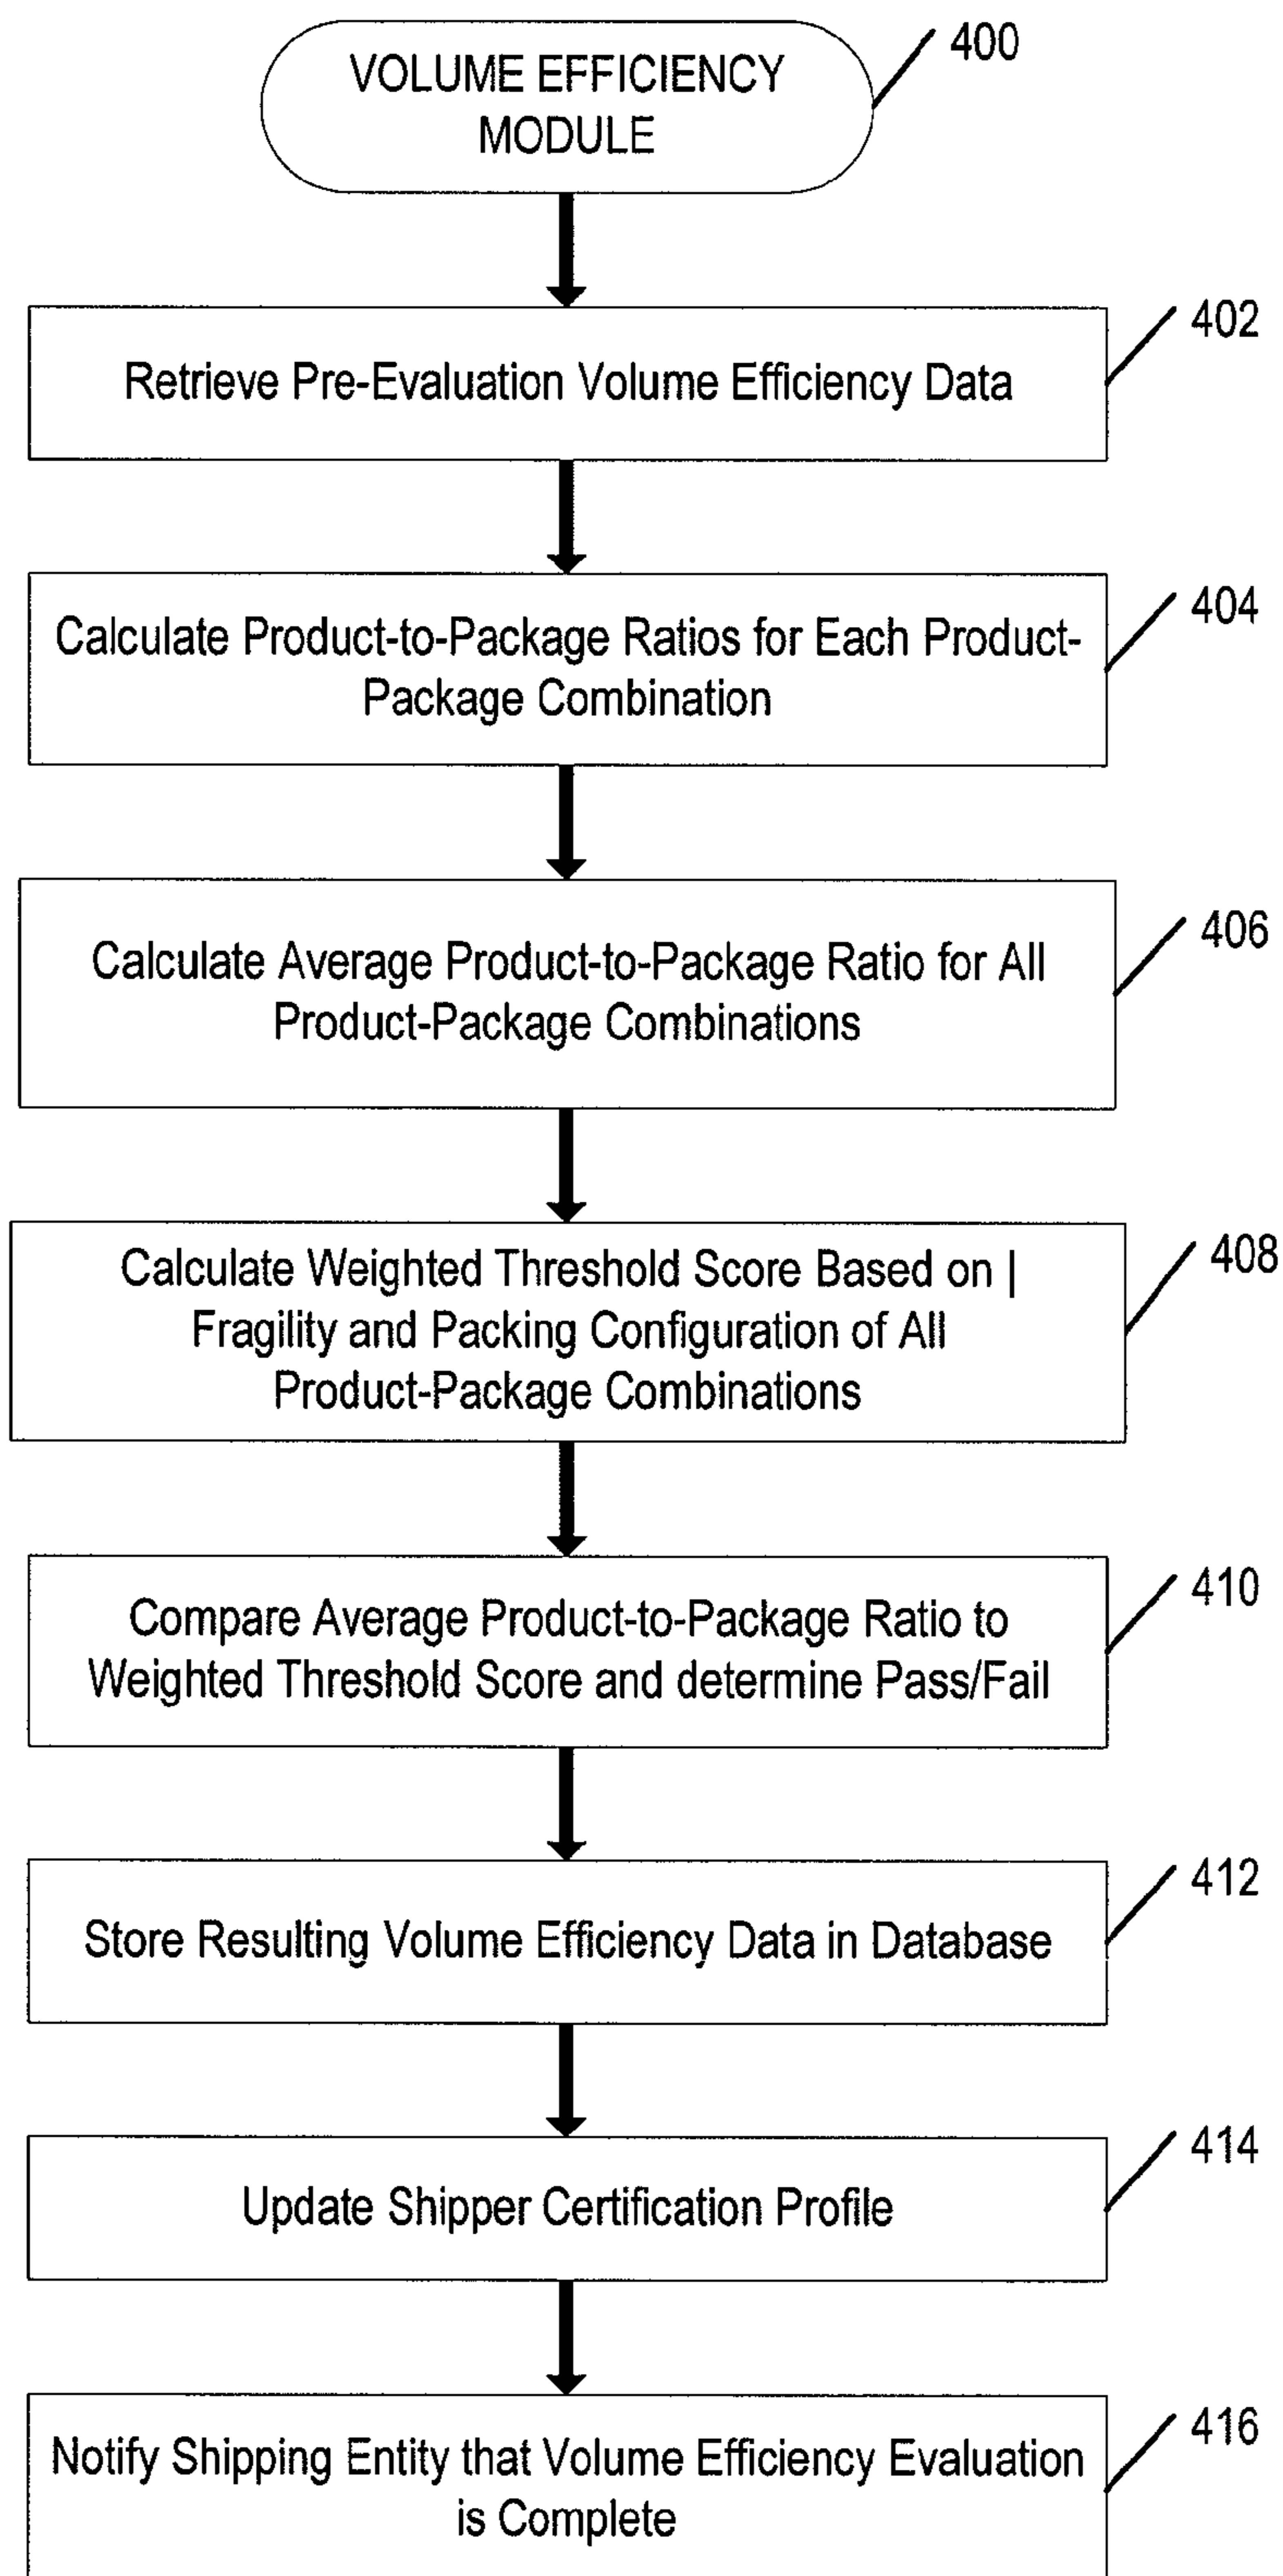 VOLUME EFFICIENCY
MODULE
400
Retrieve Pre-Evaluation Volume Efficiency Data
402
Calculate Product-to-Package Ratios for Each Product-
Package Combination
404
Calculate Average Product-to-Package Ratio for All
Product-Package Combinations
406
Calculate Weighted Threshold Score Based on |
Fragility and Packing Configuration of All
Product-Package Combinations
408
Compare Average Product-to-Package Ratio to
Weighted Threshold Score and determine Pass/Fail
410
Store Resulting Volume Efficiency Data in Database
412
Update Shipper Certification Profile
414
Notify Shipping Entity that Volume Efficiency Evaluation
is Complete
416